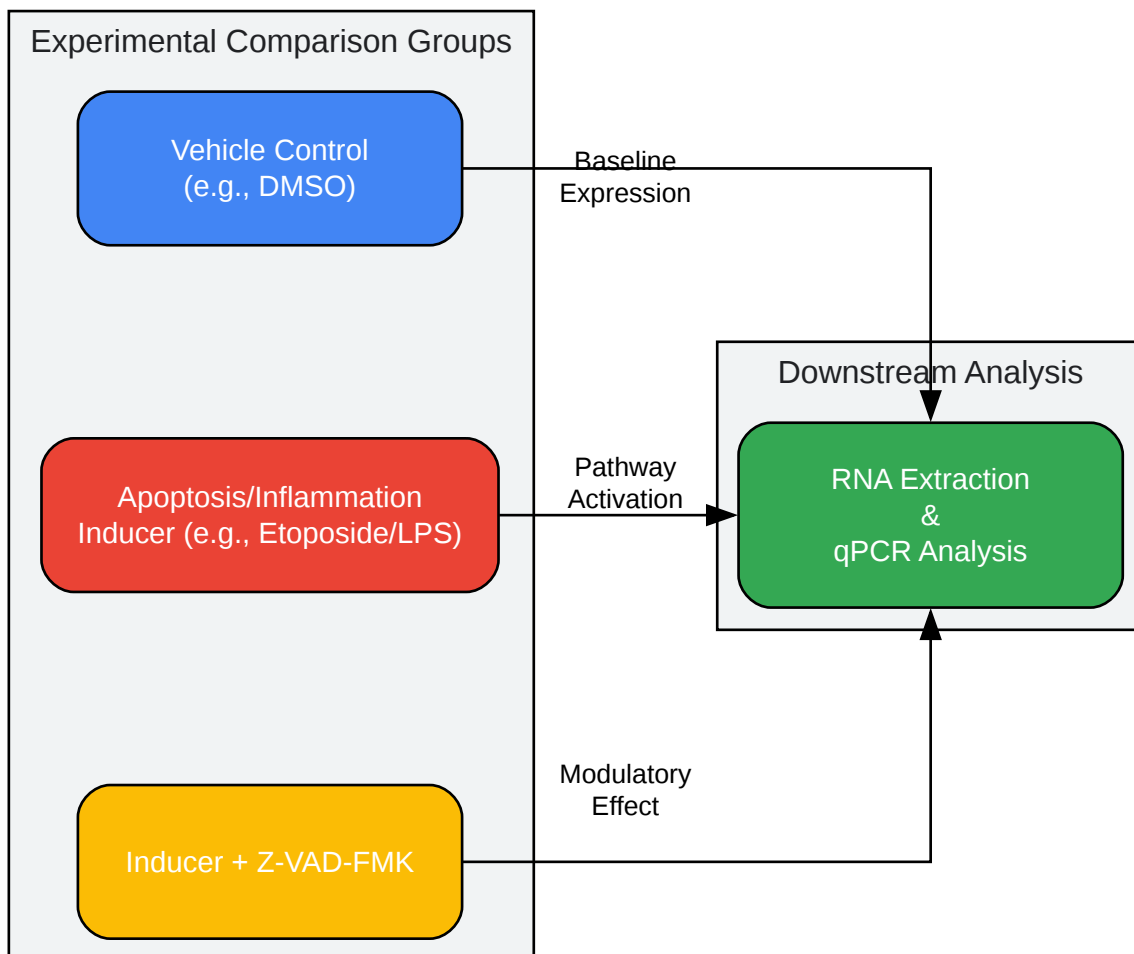 Experimental Comparison Groups
Vehicle Control
(e.g., DMSO)
Baseline
Expression
Downstream Analysis
Apoptosis/Inflammation
Inducer (e.g., Etoposide/LPS)
Pathway
Activation
RNA Extraction
&
qPCR Analysis
Modulatory
Effect
Inducer + Z-VAD-FMK